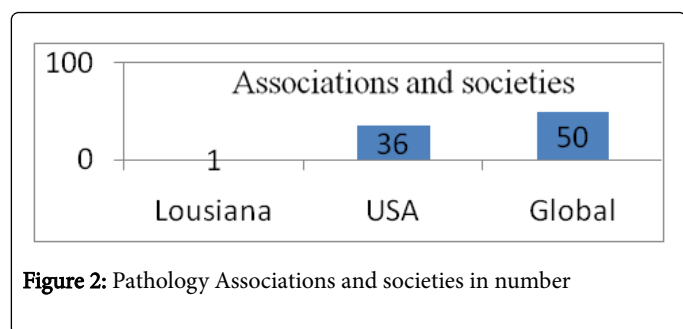 100
Associations and societies
36
50
0
1
Lousiana USA Global
Figure 2: Pathology Associations and societies in number